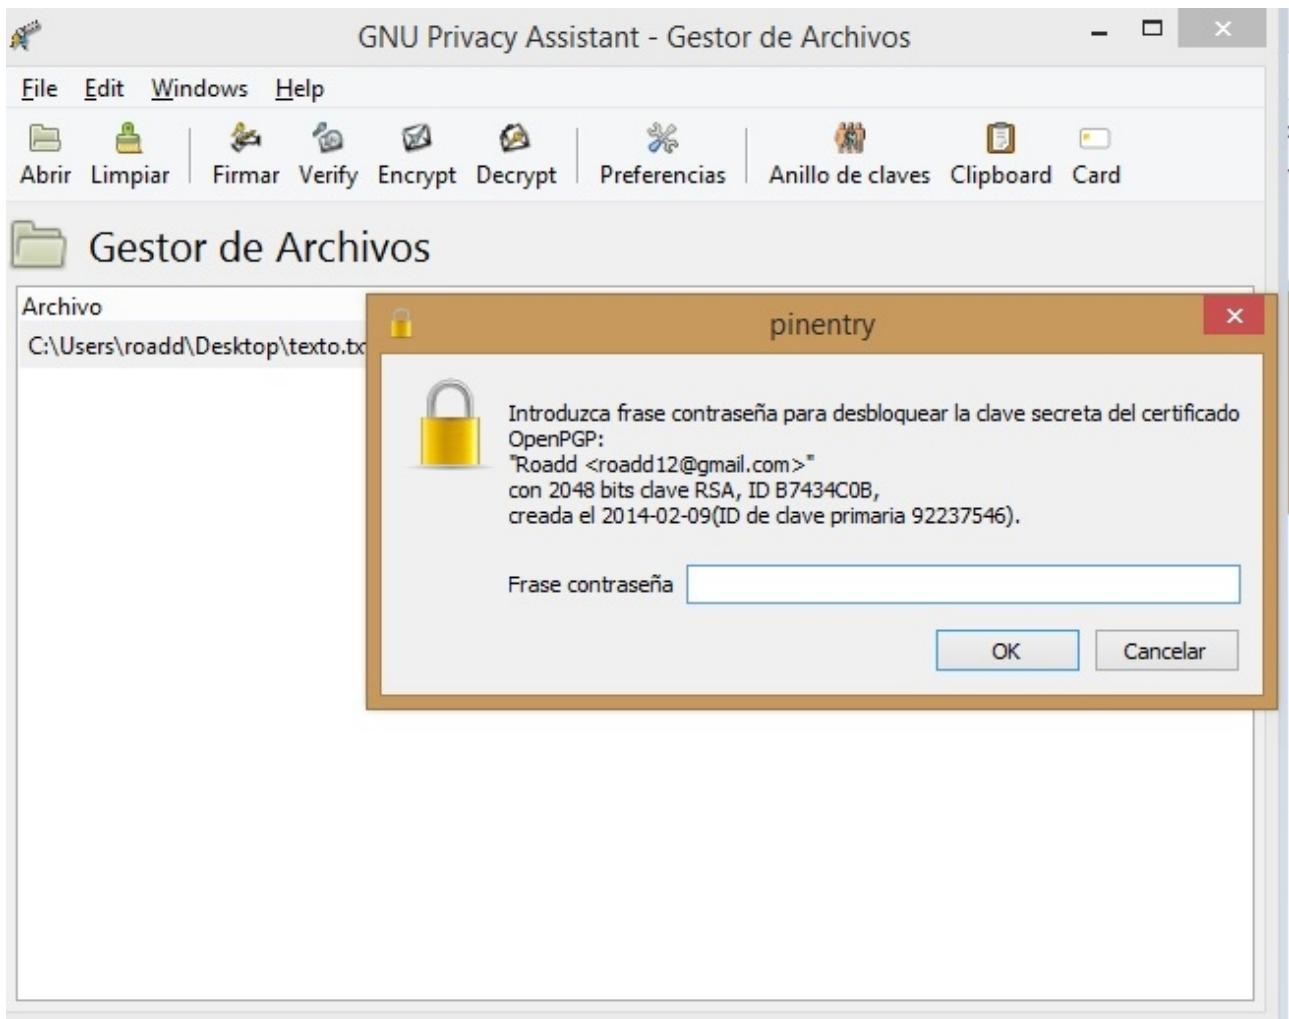 GNU Privacy Assistant - Gestor de Archivos
File Edit Windows Help
Abrir Limpiar Firmar Verify Encrypt Decrypt Preferencias Anillo de claves Clipboard Card
Gestor de Archivos
Archivo
C:\Users\roadd\Desktop\texto.tx
pinentry
Introduzca frase contraseña para desbloquear la clave secreta del certificado
OpenPGP:
"Roadd <roadd12@gmail.com>"
con 2048 bits clave RSA, ID B7434C0B,
creada el 2014-02-09(ID de clave primaria 92237546).
Frase contraseña
OK Cancelar